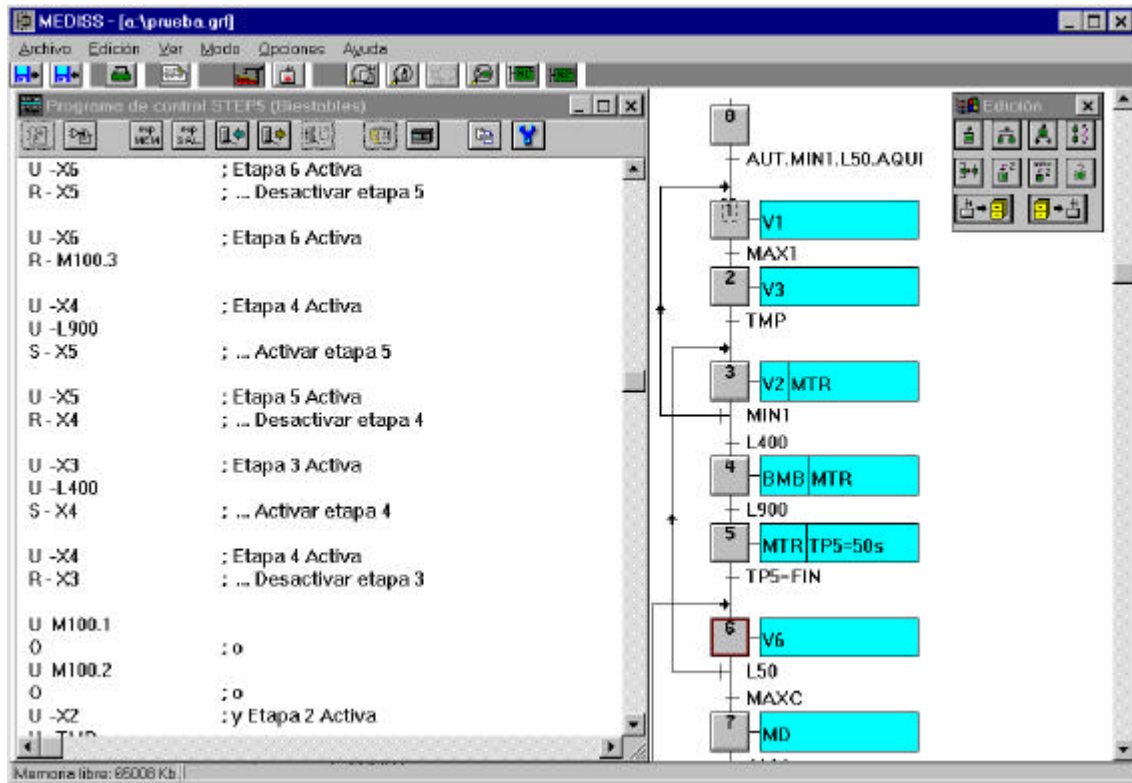 MEDISS - [a:\prueba.grf]
Archivo Edición Ver Modo Opciones Ayuda
Programa de control STEP5 (Biestables)
U -X6 ; Etapa 6 Activa
R - X5 ; ... Desactivar etapa 5
U -X6 ; Etapa 6 Activa
R - M100.3
U -X4 ; Etapa 4 Activa
U -L900
S - X5 ; ... Activar etapa 5
U -X5 ; Etapa 5 Activa
R - X4 ; ... Desactivar etapa 4
U -X3 ; Etapa 3 Activa
U -L400
S - X4 ; ... Activar etapa 4
U -X4 ; Etapa 4 Activa
R - X3 ; ... Desactivar etapa 3
U M100.1
O ; o
U M100.2
O ; o
U -X2 ; y Etapa 2 Activa
Memoria libre: 65008 Kb.
0
AUT.MIN1.L50.AQUI
1 V1
MAX1
2 V3
TMP
3 V2 MTR
MIN1
L400
4 BMB MTR
L900
5 MTR TP5=50s
TP5=FIN
6 V6
L50
MAXC
7 MD
Edición